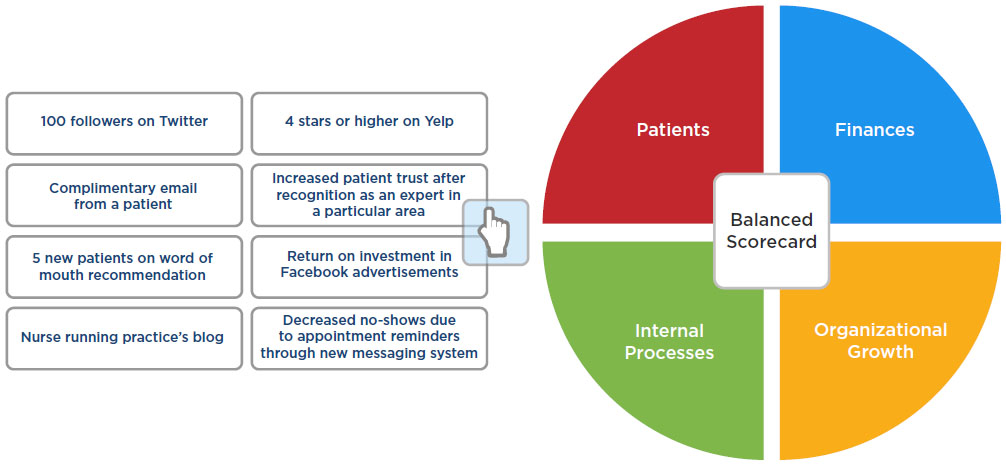 100 followers on Twitter
4 stars or higher on Yelp
Complimentary email
from a patient
Increased patient trust after
recognition as an expert in
a particular area
5 new patients on word of
mouth recommendation
Return on investment in
Facebook advertisements
Nurse running practice’s blog
Decreased no-shows due
to appointment reminders
through new messaging system
Patients
Finances
Balanced
Scorecard
Internal
Processes
Organizational
Growth